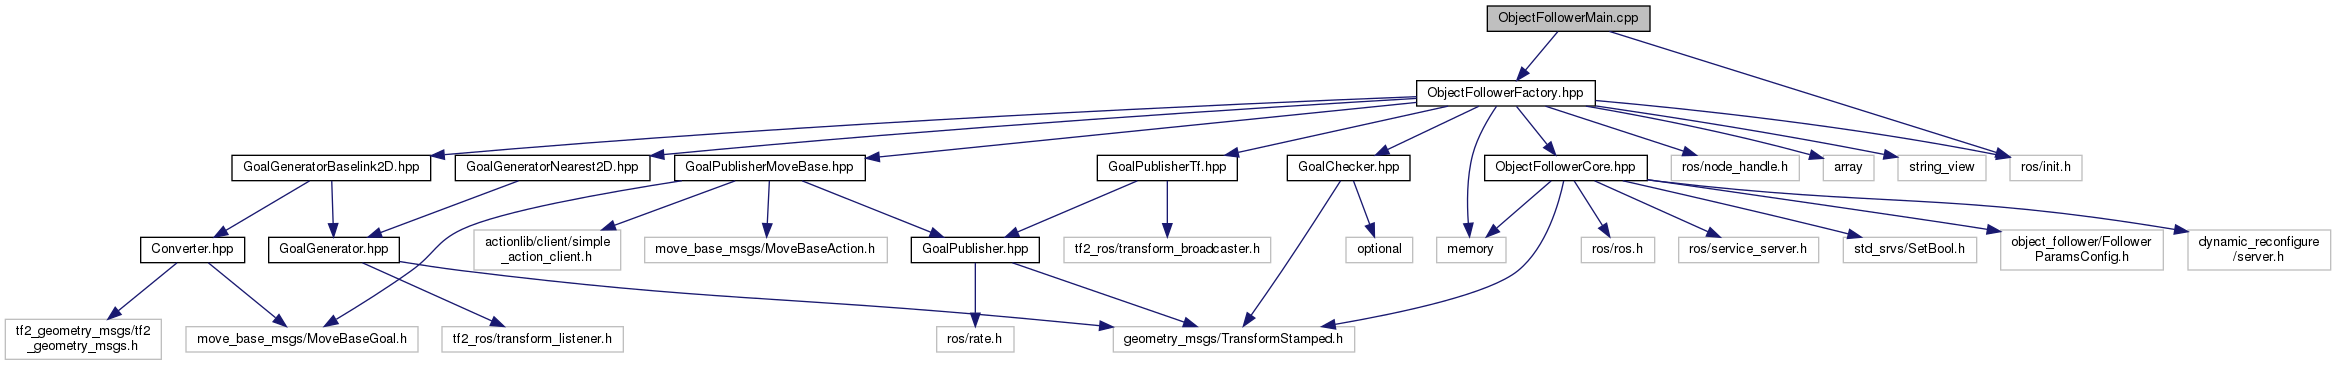 ObjectFollowerMain.cpp
ObjectFollowerFactory.hpp
GoalGeneratorBaselink2D.hpp
GoalGeneratorNearest2D.hpp
GoalPublisherMoveBase.hpp
GoalPublisherTf.hpp
GoalChecker.hpp
ObjectFollowerCore.hpp
ros/node_handle.h
array
string_view
ros/init.h
Converter.hpp
GoalGenerator.hpp
actionlib/client/simple
_action_client.h
move_base_msgs/MoveBaseAction.h
GoalPublisher.hpp
tf2_ros/transform_broadcaster.h
optional
memory
ros/ros.h
ros/service_server.h
std_srvs/SetBool.h
object_follower/Follower
ParamsConfig.h
dynamic_reconfigure
/server.h
tf2_geometry_msgs/tf2
_geometry_msgs.h
move_base_msgs/MoveBaseGoal.h
tf2_ros/transform_listener.h
ros/rate.h
geometry_msgs/TransformStamped.h